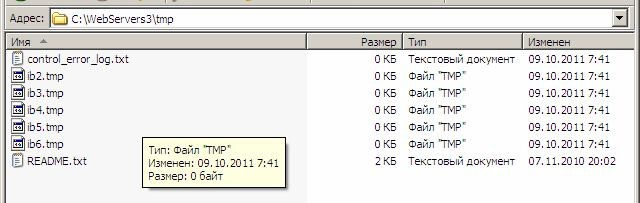 Адрес: C:\WebServers3\tmp
Имя Размер Тип Изменен
control_error_log.txt 0 КБ Текстовый документ 09.10.2011 7:41
ib2.tmp 0 КБ Файл "TMP" 09.10.2011 7:41
ib3.tmp 0 КБ Файл "TMP" 09.10.2011 7:41
ib4.tmp 0 КБ Файл "TMP" 09.10.2011 7:41
ib5.tmp 0 КБ Файл "TMP" 09.10.2011 7:41
ib6.tmp 0 КБ Файл "TMP" 09.10.2011 7:41
README.txt 2 КБ Текстовый документ 07.11.2010 20:02
Тип: Файл "TMP"
Изменен: 09.10.2011 7:41
Размер: 0 байт